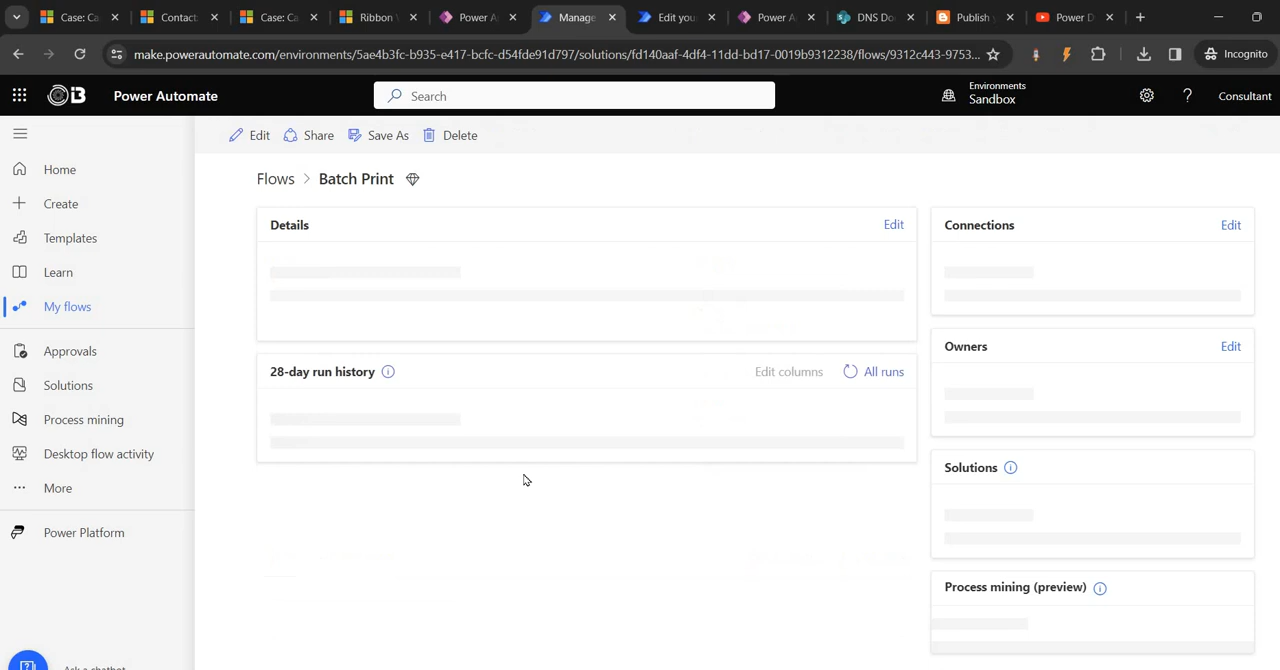 Case: Ca
Contact:
Case: Ca
Ribbon
Power A
Manage
Edit you
Power A
DNS Do
Publish
Power D
make.powerautomate.com/environments/5ae4b3fc-b935-e417-bcfc-d54fde91d797/solutions/fd140aaf-4df4-11dd-bd17-0019b9312238/flows/9312c443-9753...
Incognito
Power Automate
Search
Environments
Sandbox
?
Consultant
Edit
Share
Save As
Delete
Home
Create
Templates
Learn
My flows
Approvals
Solutions
Process mining
Desktop flow activity
More
Power Platform
Ask a chatbot
Flows > Batch Print
Details
Edit
28-day run history
Edit columns
All runs
Connections
Edit
Owners
Edit
Solutions
Process mining (preview)